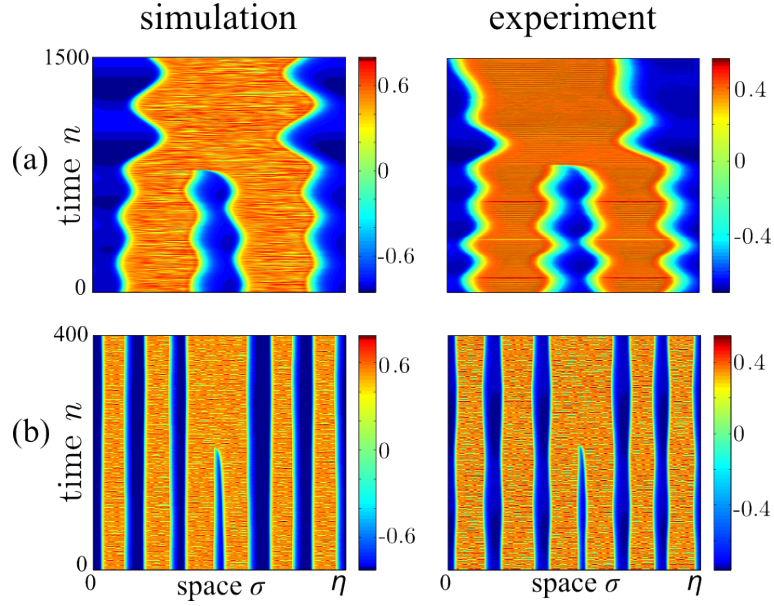 simulation experiment
1500
0.6
0.4
(a)
time n
0
0
-0.6
-0.4
0
400
0.6
0.4
(b)
time n
0
0
-0.6
-0.4
0
0 space σ η
0 space σ η